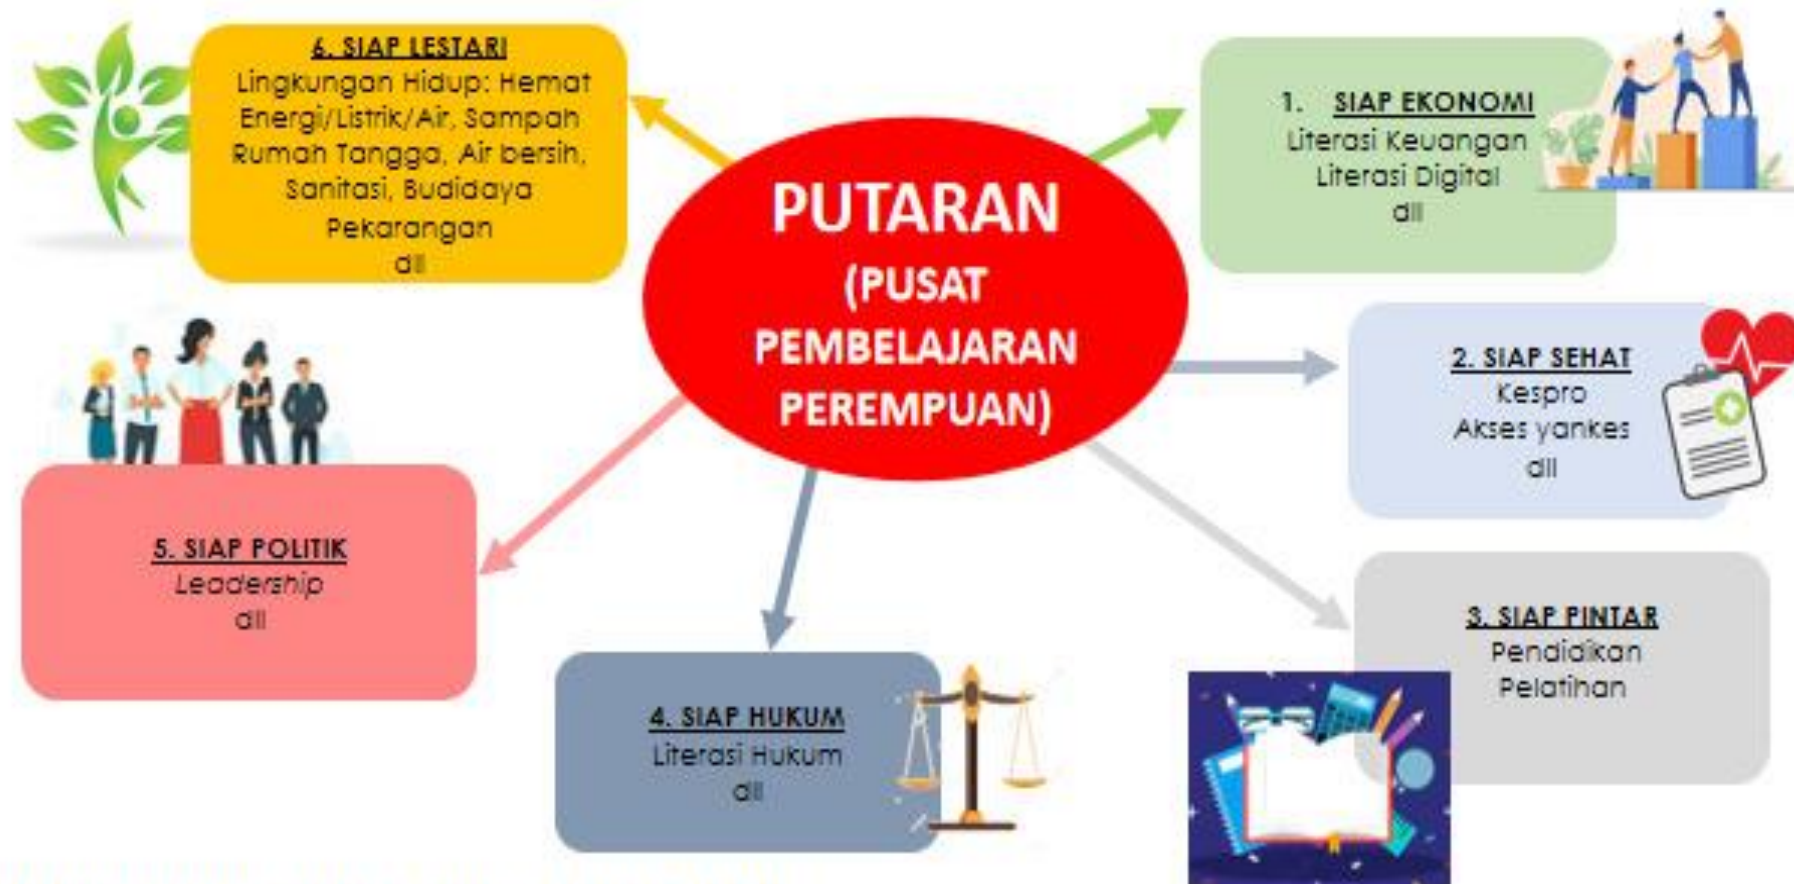 PUTARAN
(PUSAT
PEMBELAJARAN
PEREMPUAN)
1. SIAP EKONOMI
Literasi Keuangan
Literasi Digital
dll
2. SIAP SEHAT
Kespro
Akses yankes
dll
3. SIAP PINTAR
Pendidikan
Pelatihan
4. SIAP HUKUM
Literasi Hukum
dll
5. SIAP POLITIK
Leadership
dll
6. SIAP LESTARI
Lingkungan Hidup: Hemat
Energi/Listrik/Air, Sampah
Rumah Tangga, Air bersih,
Sanitasi, Budidaya
Pekarangan
dll